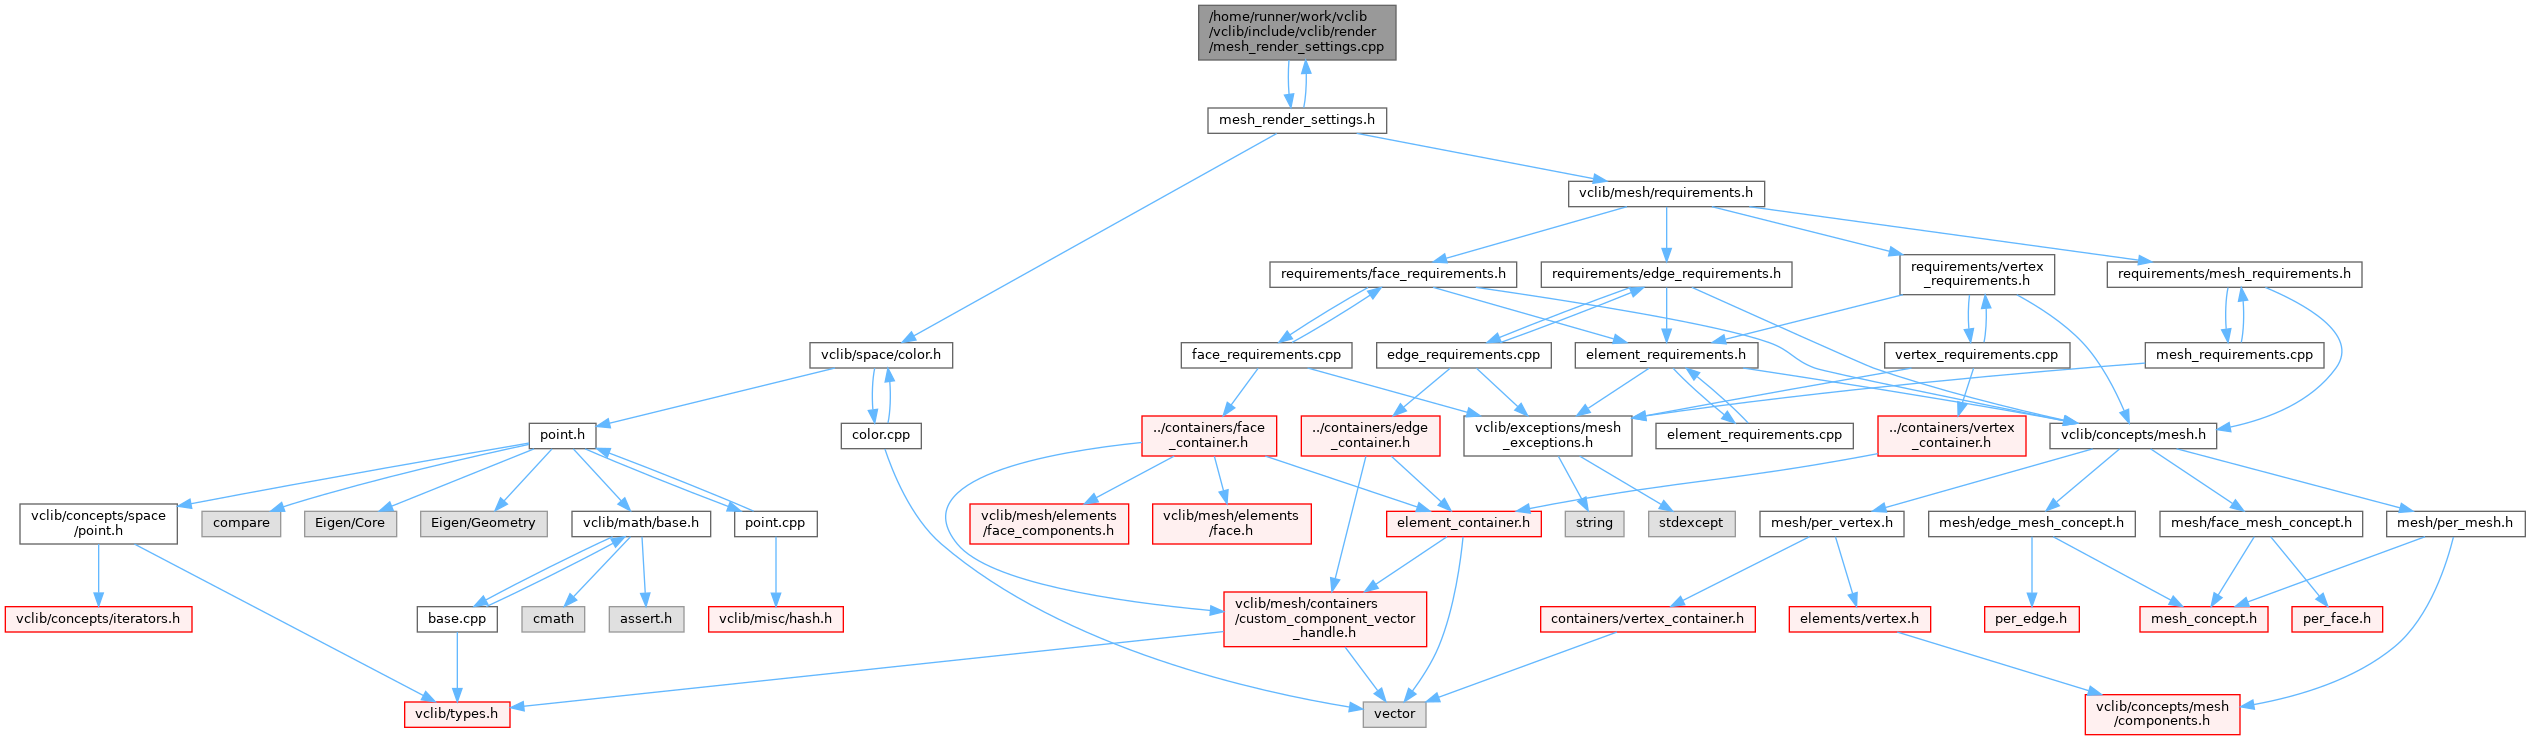 /home/runner/work/vclib
/vclib/include/vclib/render
/mesh_render_settings.cpp
mesh_render_settings.h
vclib/mesh/requirements.h
requirements/face_requirements.h
requirements/edge_requirements.h
requirements/vertex
_requirements.h
requirements/mesh_requirements.h
vclib/space/color.h
face_requirements.cpp
edge_requirements.cpp
element_requirements.h
vertex_requirements.cpp
mesh_requirements.cpp
point.h
color.cpp
../containers/face
_container.h
../containers/edge
_container.h
vclib/exceptions/mesh
_exceptions.h
element_requirements.cpp
../containers/vertex
_container.h
vclib/concepts/mesh.h
vclib/concepts/space
/point.h
compare
Eigen/Core
Eigen/Geometry
vclib/math/base.h
point.cpp
vclib/mesh/elements
/face_components.h
vclib/mesh/elements
/face.h
element_container.h
string
stdexcept
mesh/per_vertex.h
mesh/edge_mesh_concept.h
mesh/face_mesh_concept.h
mesh/per_mesh.h
vclib/concepts/iterators.h
base.cpp
cmath
assert.h
vclib/misc/hash.h
vclib/mesh/containers
/custom_component_vector
_handle.h
containers/vertex_container.h
elements/vertex.h
per_edge.h
mesh_concept.h
per_face.h
vclib/types.h
vector
vclib/concepts/mesh
/components.h